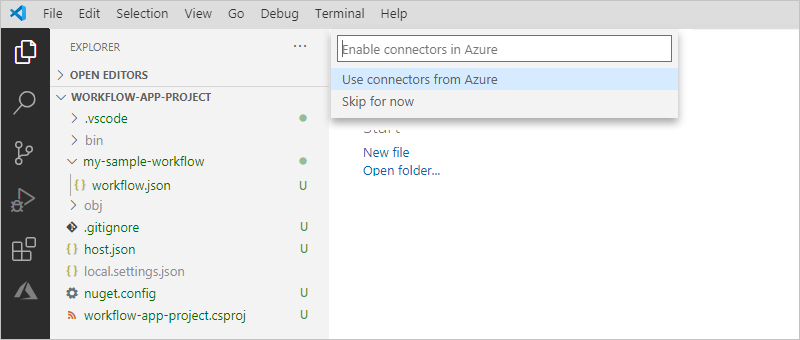 File Edit Selection View Go Debug Terminal Help
EXPLORER ...
OPEN EDITORS
WORKFLOW-APP-PROJECT
.vscode
bin
my-sample-workflow
{ } workflow.json U
obj
.gitignore U
{ } host.json U
{ } local.settings.json
nuget.config U
workflow-app-project.csproj U
Enable connectors in Azure
Use connectors from Azure
Skip for now
Start
New file
Open folder...